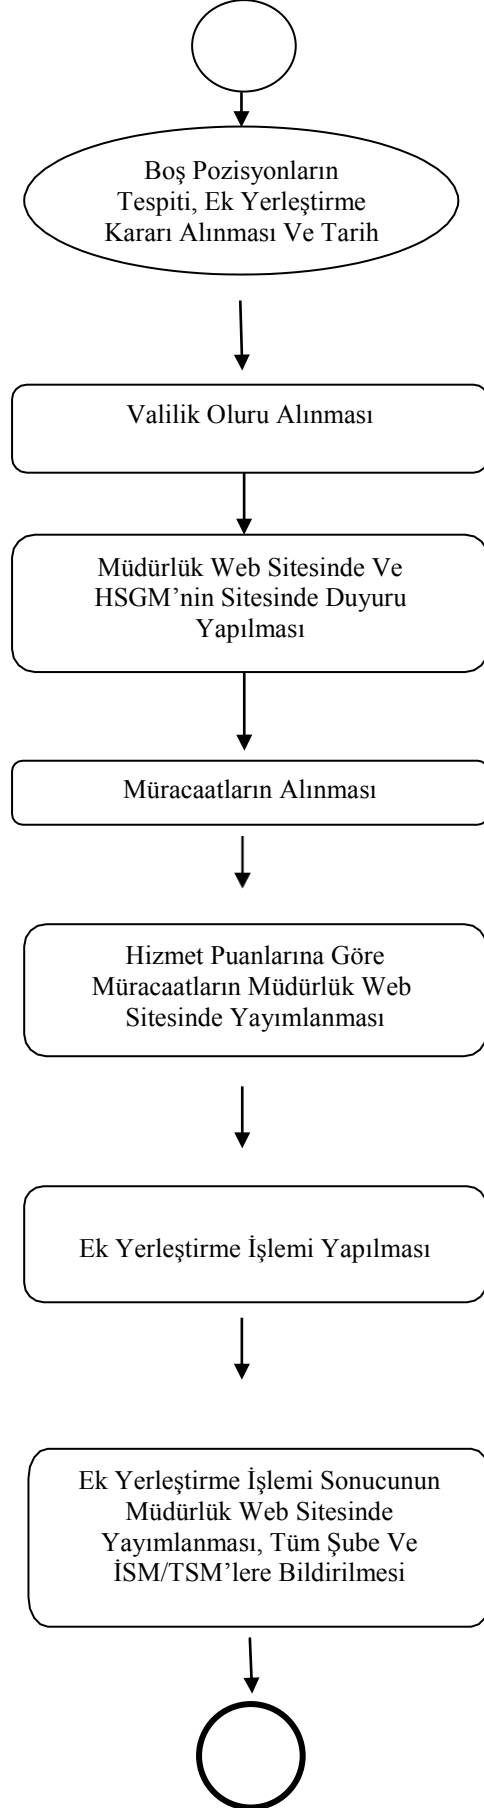 Boş Pozisyonların
Tespiti, Ek Yerleştirme
Kararı Alınması Ve Tarih
Valilik Oluru Alınması
Müdürlük Web Sitesinde Ve
HSGM’nin Sitesinde Duyuru
Yapılması
Müracaatların Alınması
Hizmet Puanlarına Göre
Müracaatların Müdürlük Web
Sitesinde Yayımlanması
Ek Yerleştirme İşlemi Yapılması
Ek Yerleştirme İşlemi Sonucunun
Müdürlük Web Sitesinde
Yayımlanması, Tüm Şube Ve
İSM/TSM’lere Bildirilmesi